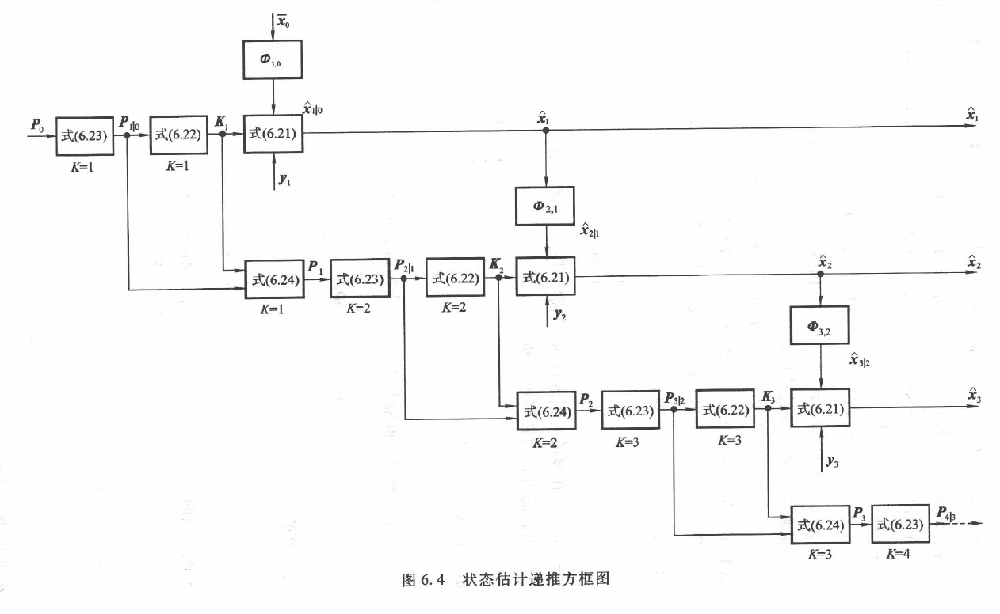 x̄₀
Φ₁,₀
x̂₁|₀
P₀ 式(6.23) P₁|₀ 式(6.22) K₁ 式(6.21) x̂₁ x̂₁
K=1 K=1
y₁
Φ₂,₁
x̂₂|₁
式(6.24) P₁ 式(6.23) P₂|₁ 式(6.22) K₂ 式(6.21) x̂₂ x̂₂
K=1 K=2 K=2
y₂
Φ₃,₂
x̂₃|₂
式(6.24) P₂ 式(6.23) P₃|₂ 式(6.22) K₃ 式(6.21) x̂₃
K=2 K=3 K=3
y₃
式(6.24) P₃ 式(6.23) P₄|₃
K=3 K=4
图 6.4 状态估计递推方框图